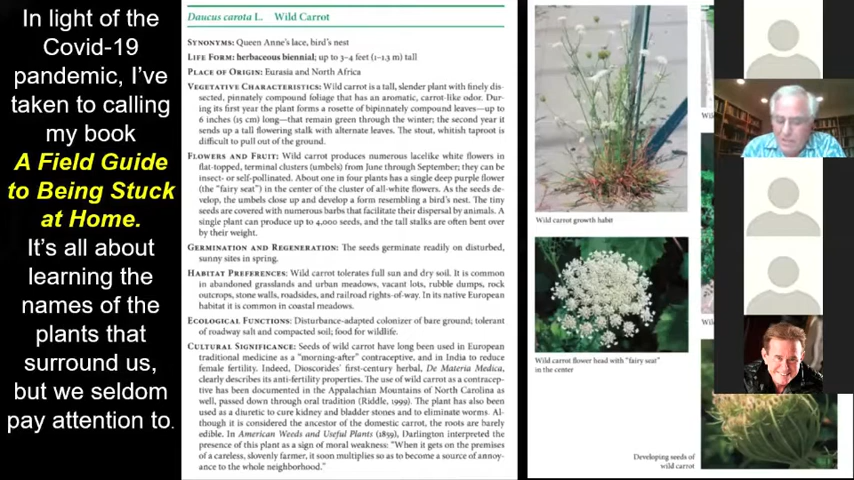 In light of the
Covid-19
pandemic, I've
taken to calling
my book
A Field Guide
to Being Stuck
at Home.
It's all about
learning the
names of the
plants that
surround us,
but we seldom
pay attention to.
Daucus carota L. Wild Carrot
SYNONYMS: Queen Anne's lace, bird's nest
LIFE FORM: herbaceous biennial; up to 3–4 feet (1–1.3 m) tall
PLACE OF ORIGIN: Eurasia and North Africa
VEGETATIVE CHARACTERISTICS: Wild carrot is a tall, slender plant with finely dis-
sected, pinnately compound foliage that has an aromatic, carrot-like odor. Dur-
ing its first year the plant forms a rosette of bipinnately compound leaves—up to
6 inches (15 cm) long—that remain green through the winter; the second year it
sends up a tall flowering stalk with alternate leaves. The stout, whitish taproot is
difficult to pull out of the ground.
FLOWERS AND FRUIT: Wild carrot produces numerous lacelike white flowers in
flat-topped, terminal clusters (umbels) from June through September; they can be
insect- or self-pollinated. About one in four plants has a single deep purple flower
(the "fairy seat") in the center of the cluster of all-white flowers. As the seeds de-
velop, the umbels close up and develop a form resembling a bird's nest. The tiny
seeds are covered with numerous barbs that facilitate their dispersal by animals. A
single plant can produce up to 4,000 seeds, and the tall stalks are often bent over
by their weight.
GERMINATION AND REGENERATION: The seeds germinate readily on disturbed,
sunny sites in spring.
HABITAT PREFERENCES: Wild carrot tolerates full sun and dry soil. It is common
in abandoned grasslands and urban meadows, vacant lots, rubble dumps, rock
outcrops, stone walls, roadsides, and railroad rights-of-way. In its native European
habitat it is common in coastal meadows.
ECOLOGICAL FUNCTIONS: Disturbance-adapted colonizer of bare ground; tolerant
of roadway salt and compacted soil; food for wildlife.
CULTURAL SIGNIFICANCE: Seeds of wild carrot have long been used in European
traditional medicine as a "morning-after" contraceptive, and in India to reduce
female fertility. Indeed, Dioscorides' first-century herbal, De Materia Medica,
clearly describes its anti-fertility properties. The use of wild carrot as a contracep-
tive has been documented in the Appalachian Mountains of North Carolina as
well, passed down through oral tradition (Riddle, 1999). The plant has also been
used as a diuretic to cure kidney and bladder stones and to eliminate worms. Al-
though it is considered the ancestor of the domestic carrot, the roots are barely
edible. In American Weeds and Useful Plants (1859), Darlington interpreted the
presence of this plant as a sign of moral weakness: "When it gets on the premises
of a careless, slovenly farmer, it soon multiplies so as to become a source of annoy-
ance to the whole neighborhood."
Wild carrot growth habit
Wild carrot flower head with "fairy seat"
in the center
Developing seeds of
wild carrot